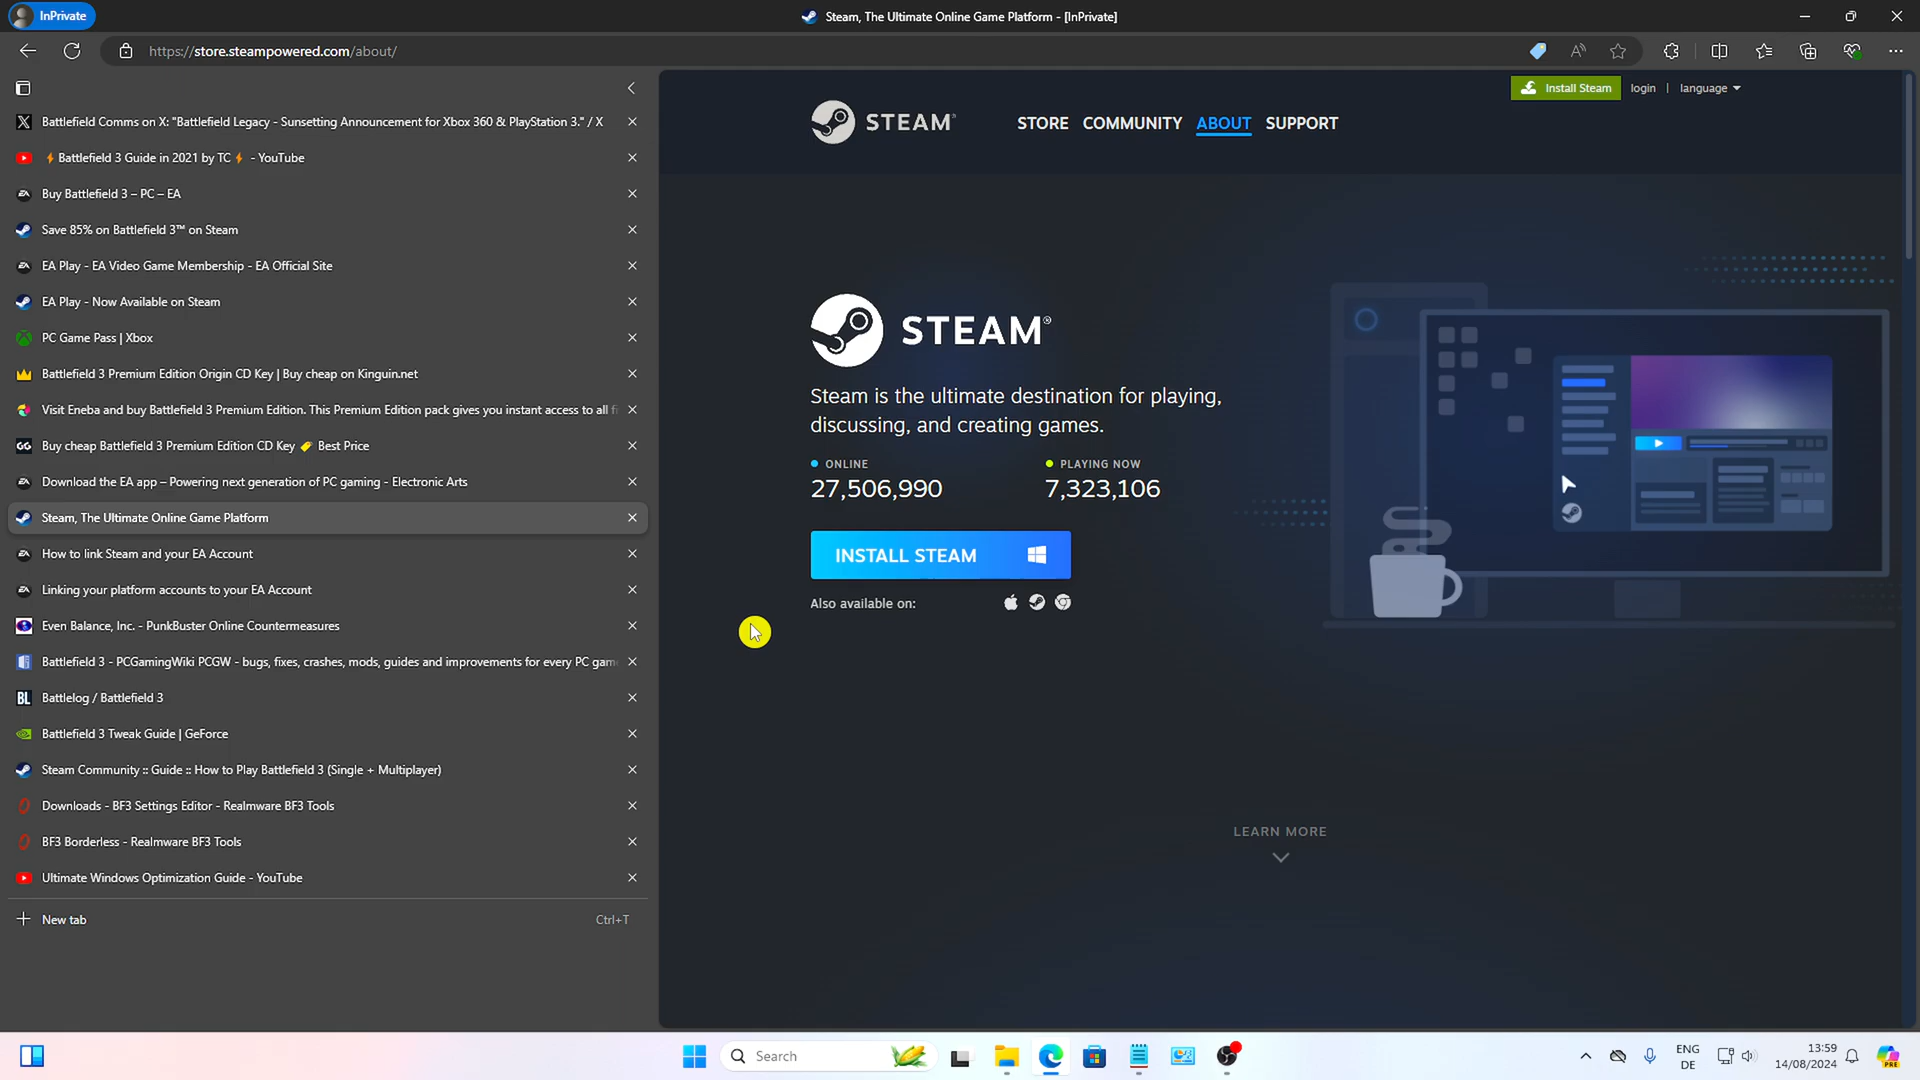 InPrivate
Steam, The Ultimate Online Game Platform - [InPrivate]
https://store.steampowered.com/about/
Battlefield Comms on X: "Battlefield Legacy - Sunsetting Announcement for Xbox 360 & PlayStation 3." / X
⚡Battlefield 3 Guide in 2021 by TC⚡ - YouTube
Buy Battlefield 3 – PC – EA
Save 85% on Battlefield 3™ on Steam
EA Play - EA Video Game Membership - EA Official Site
EA Play - Now Available on Steam
PC Game Pass | Xbox
Battlefield 3 Premium Edition Origin CD Key | Buy cheap on Kinguin.net
Visit Eneba and buy Battlefield 3 Premium Edition. This Premium Edition pack gives you instant access to all fi
Buy cheap Battlefield 3 Premium Edition CD Key 🏷️ Best Price
Download the EA app – Powering next generation of PC gaming - Electronic Arts
Steam, The Ultimate Online Game Platform
How to link Steam and your EA Account
Linking your platform accounts to your EA Account
Even Balance, Inc. - PunkBuster Online Countermeasures
Battlefield 3 - PCGamingWiki PCGW - bugs, fixes, crashes, mods, guides and improvements for every PC gam
BL Battlelog / Battlefield 3
Battlefield 3 Tweak Guide | GeForce
Steam Community :: Guide :: How to Play Battlefield 3 (Single + Multiplayer)
Downloads - BF3 Settings Editor - Realmware BF3 Tools
BF3 Borderless - Realmware BF3 Tools
Ultimate Windows Optimization Guide - YouTube
New tab Ctrl+T
Install Steam login | language
STEAM STORE COMMUNITY ABOUT SUPPORT
STEAM®
Steam is the ultimate destination for playing,
discussing, and creating games.
ONLINE PLAYING NOW
27,506,990 7,323,106
INSTALL STEAM
Also available on:
LEARN MORE
Search
ENG
DE
13:59
14/08/2024
PRE